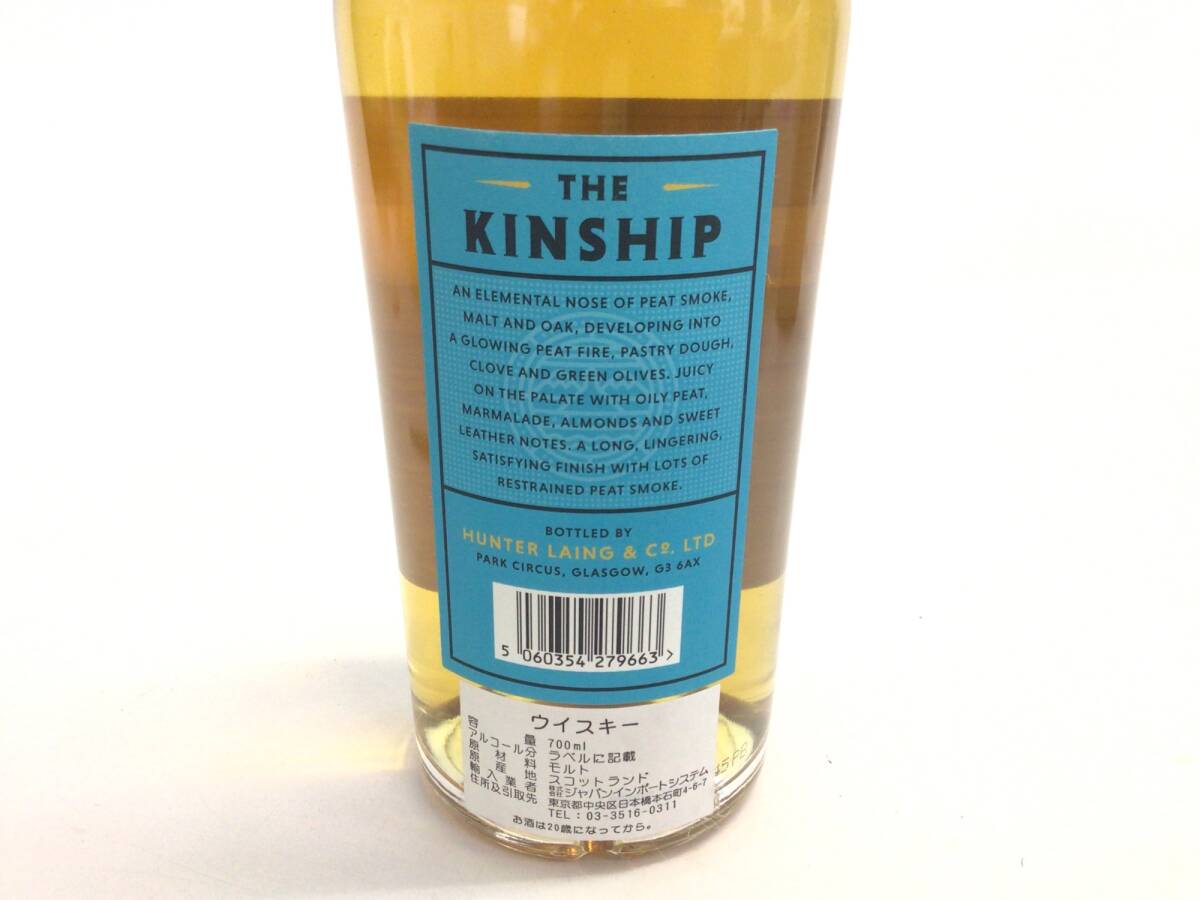 THE
KINSHIP
AN ELEMENTAL NOSE OF PEAT SMOKE,
MALT AND OAK, DEVELOPING INTO
A GLOWING PEAT FIRE, PASTRY DOUGH,
CLOVE AND GREEN OLIVES. JUICY
ON THE PALATE WITH OILY PEAT,
MARMALADE, ALMONDS AND SWEET
LEATHER NOTES. A LONG, LINGERING,
SATISFYING FINISH WITH LOTS OF
RESTRAINED PEAT SMOKE.
BOTTLED BY
HUNTER LAING & Cº. LTD
PARK CIRCUS, GLASGOW, G3 6AX
5 060354 279663 >
ウイスキー
容量 700ml
アルコール分 ラベルに記載
原材料 モルト
原産地 スコットランド
輸入業者 株式会社ジャパンインポートシステム
住所及引取先 東京都中央区日本橋本石町4-6-7
TEL : 03-3516-0311
お酒は20歳になってから。